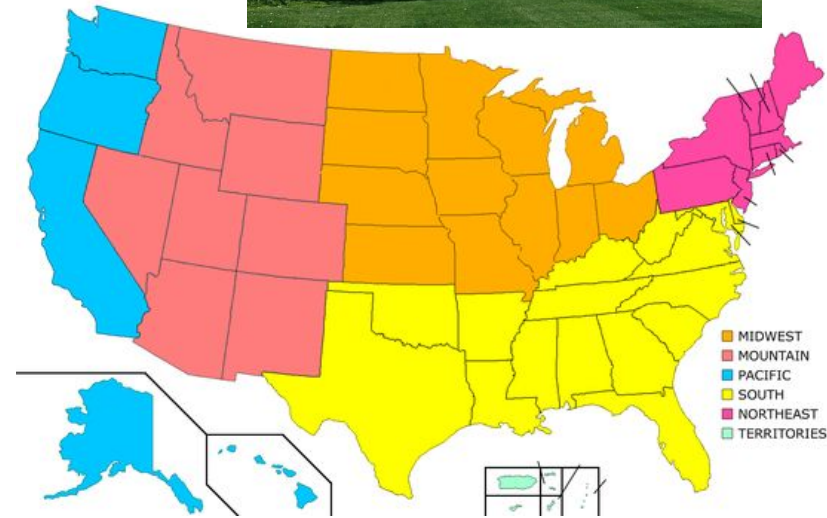 MIDWEST
MOUNTAIN
PACIFIC
SOUTH
NORTHEAST
TERRITORIES